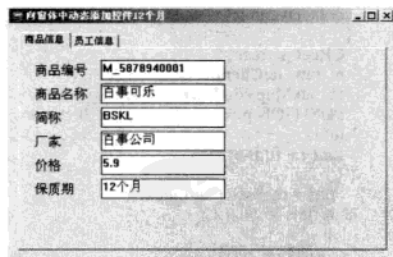 向窗体中动态添加控件12个月
商品信息 员工信息
商品编号 M_5878940001
商品名称 百事可乐
简称 BSKL
厂家 百事公司
价格 5.9
保质期 12个月